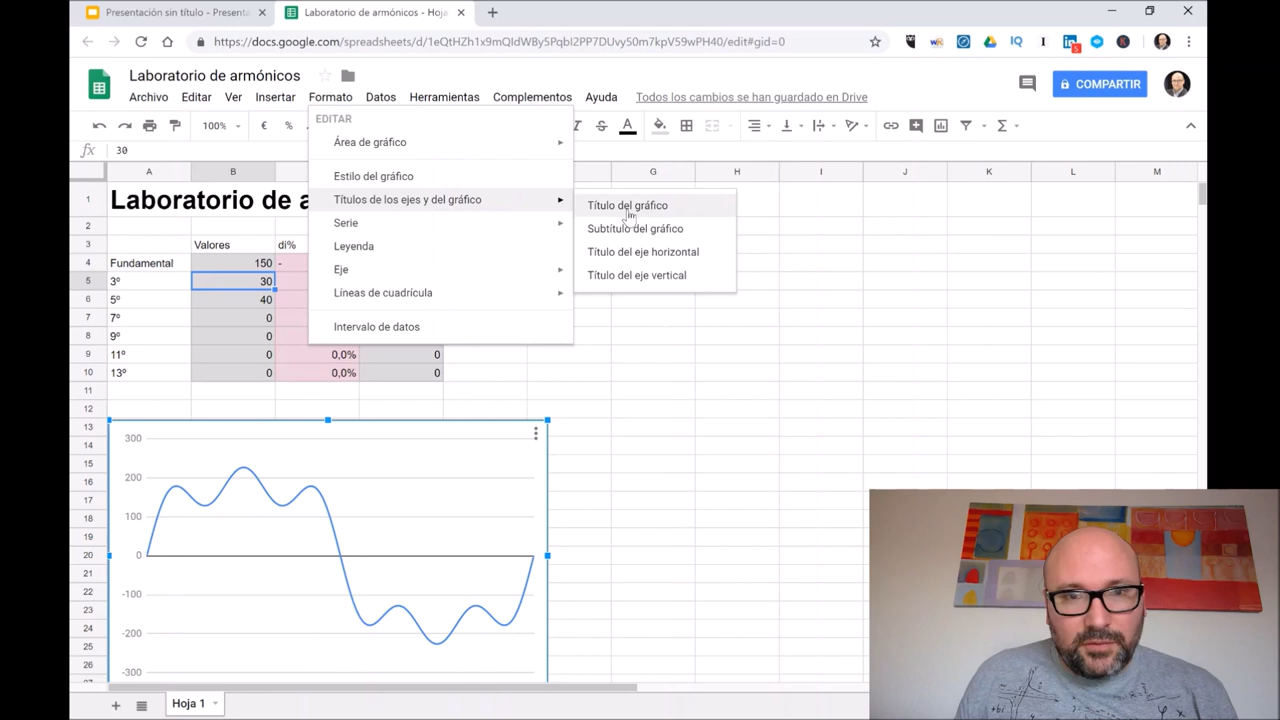 Presentación sin título - Presenta
Laboratorio de armónicos - Hoja
https://docs.google.com/spreadsheets/d/1eQtHZh1x9mQIdWBy5PqbI2PP7DUvy50m7kpV59wPH40/edit#gid=0
Laboratorio de armónicos
COMPARTIR
Archivo Editar Ver Insertar Formato Datos Herramientas Complementos Ayuda Todos los cambios se han guardado en Drive
100% € %
EDITAR
Área de gráfico
Estilo del gráfico
Títulos de los ejes y del gráfico
Serie
Leyenda
Eje
Líneas de cuadrícula
Intervalo de datos
Título del gráfico
Subtítulo del gráfico
Título del eje horizontal
Título del eje vertical
fx 30
A B G H I J K L M
1 Laboratorio de a
2
3 Valores di%
4 Fundamental 150 -
5 3º 30
6 5º 40
7 7º 0
8 9º 0
9 11º 0 0,0% 0
10 13º 0 0,0% 0
11
12
13
14
15
16
17
18
19
20
21
22
23
24
25
26
300
200
100
0
-100
-200
-300
Hoja 1